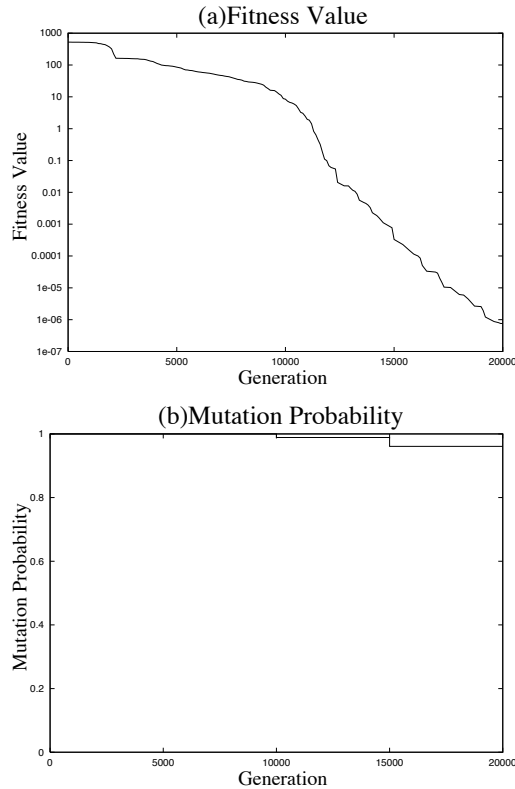 (a)Fitness Value
1000
100
10
1
0.1
0.01
0.001
0.0001
1e-05
1e-06
1e-07
Fitness Value
0 5000 10000 15000 20000
Generation
(b)Mutation Probability
1
0.8
0.6
0.4
0.2
0
Mutation Probability
0 5000 10000 15000 20000
Generation